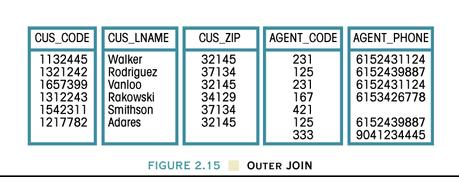 CUS_CODE CUS_LNAME CUS_ZIP AGENT_CODE AGENT_PHONE
1132445 Walker 32145 231 6152431124
1321242 Rodriguez 37134 125 6152439887
1657399 Vanloo 32145 231 6152431124
1312243 Rakowski 34129 167 6153426778
1542311 Smithson 37134 421
1217782 Adares 32145 125 6152439887
333 9041234445
FIGURE 2.15 OUTER JOIN